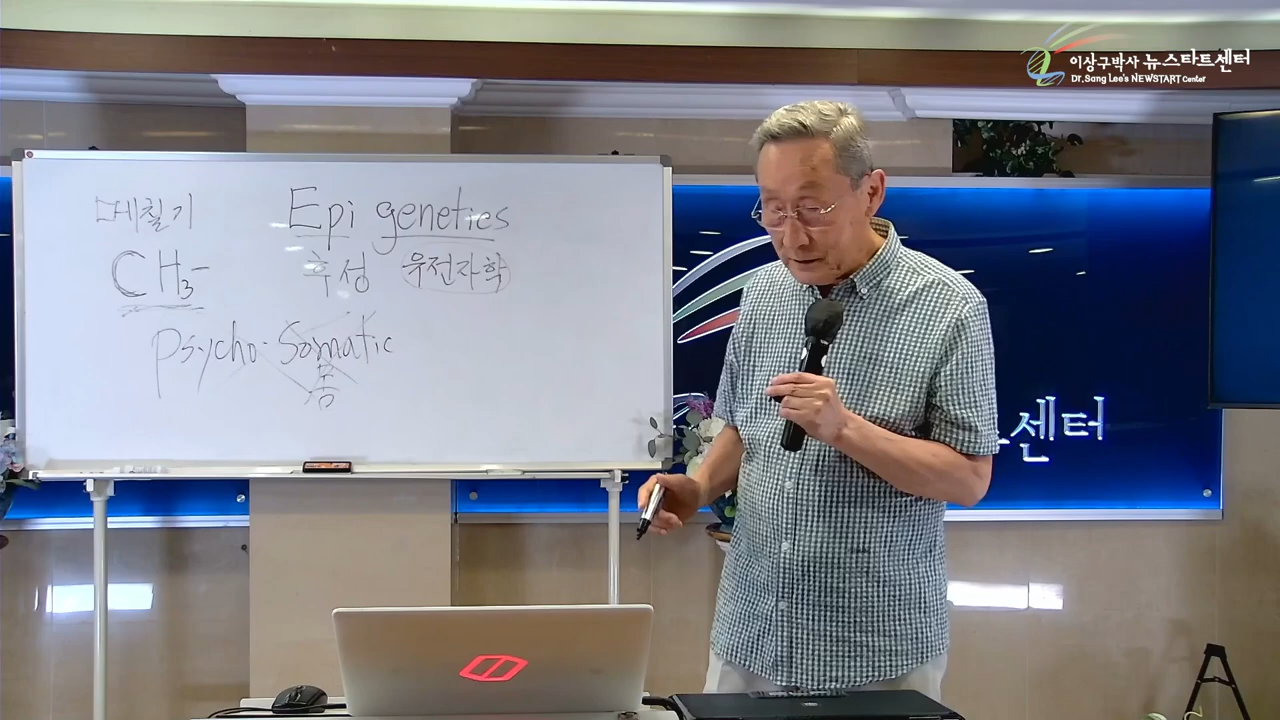 이상구박사 뉴스타트센터
Dr. Sang Lee's NEWSTART Center
메칠기 Epi genetics
CH3- 후성 유전자학
psycho-somatic
몸
센터